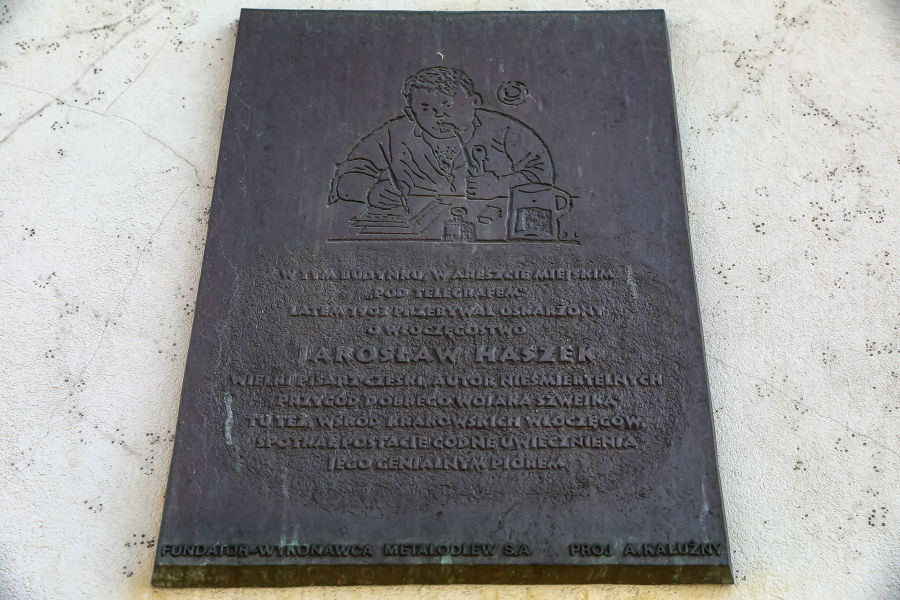 W TYM BUDYNKU, W ARESZCIE MIEJSKIM
„POD TELEGRAFEM”
LATEM 1903 PRZEBYWAŁ OSKARŻONY
O WŁÓCZĘGOSTWO
JAROSŁAW HASZEK
WIELKI PISARZ CZESKI, AUTOR NIEŚMIERTELNYCH
PRZYGÓD DOBREGO WOJAKA SZWEJKA,
TU TEŻ, WŚRÓD KRAKOWSKICH WŁÓCZĘGÓW,
SPOTKAŁ POSTACIE GODNE UWIECZNIENIA
JEGO GENIALNYM PIÓREM
FUNDATOR-WYKONAWCA METALODLEW S.A PROJ A.KAŁUŻNY